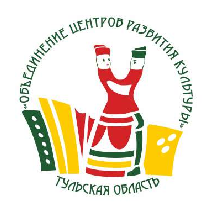 «ОБЪЕДИНЕНИЕ ЦЕНТРОВ РАЗВИТИЯ КУЛЬТУРЫ»
ТУЛЬСКАЯ ОБЛАСТЬ